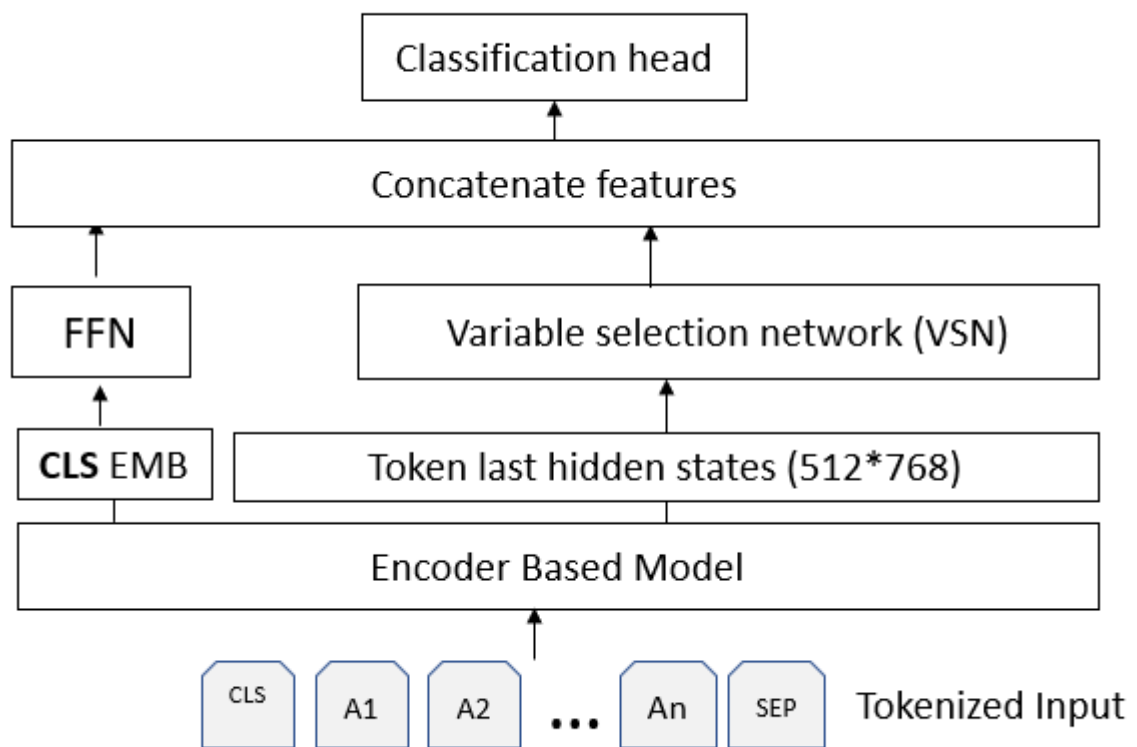 Classification head
Concatenate features
FFN
Variable selection network (VSN)
CLS EMB
Token last hidden states (512*768)
Encoder Based Model
CLS A1 A2 ... An SEP Tokenized Input